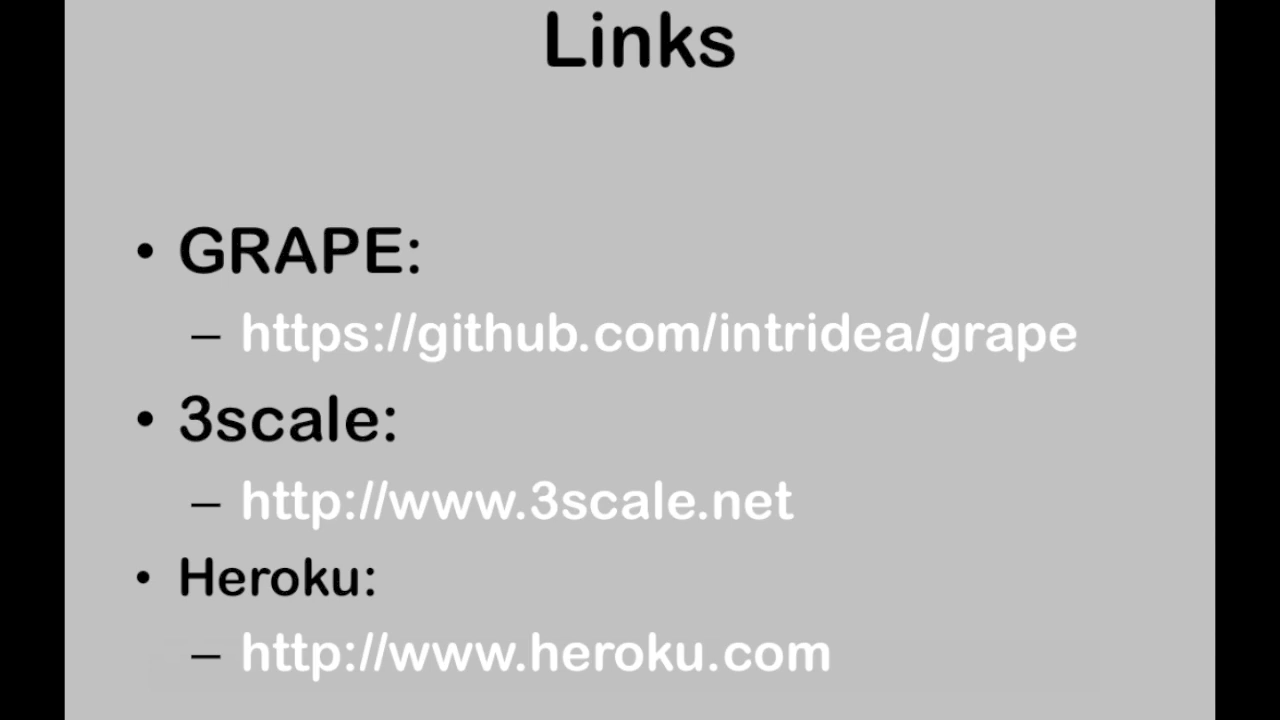 Links
• GRAPE:
– https://github.com/intridea/grape
• 3scale:
– http://www.3scale.net
• Heroku:
– http://www.heroku.com